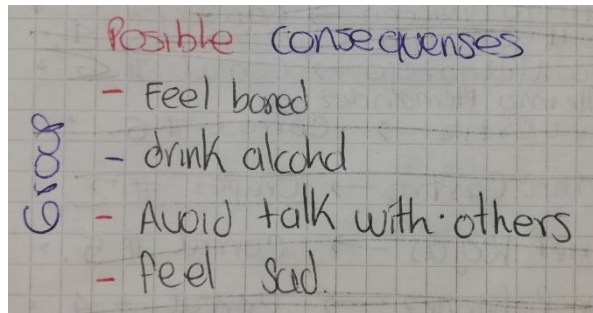 Posible consequenses
- Feel bored
- drink alcohol
- Avoid talk with others
- feel sad.
Group